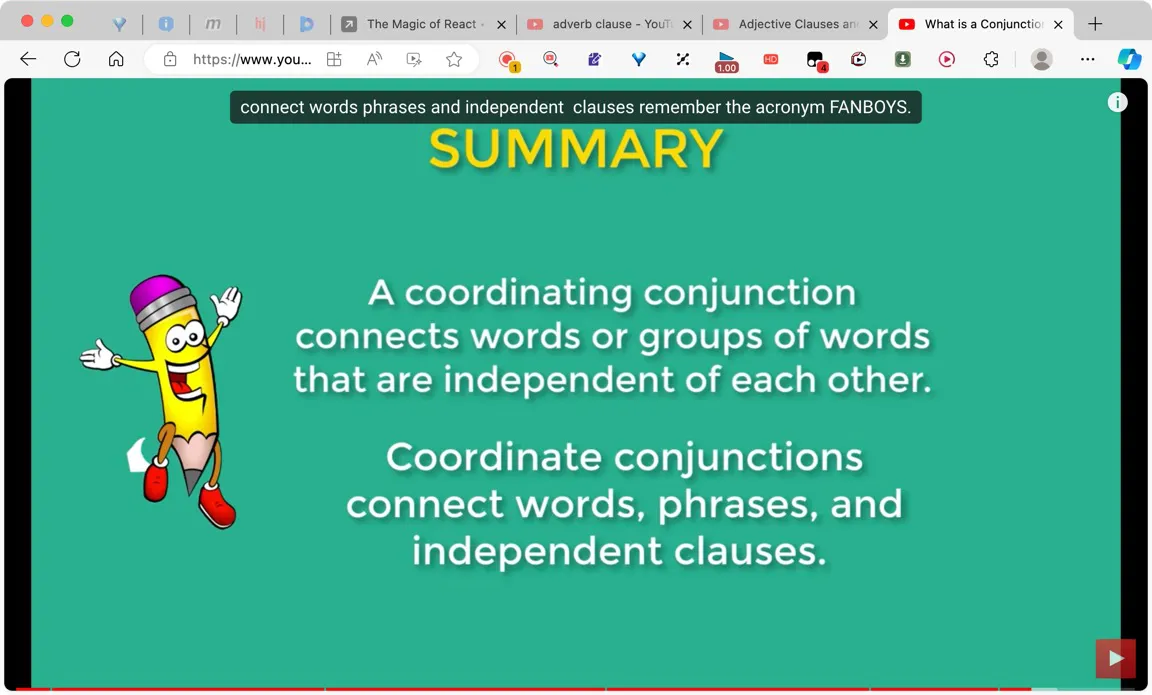 The Magic of React
adverb clause - YouT
Adjective Clauses an
What is a Conjunctio
https://www.you...
1
1.00
HD
4
connect words phrases and independent clauses remember the acronym FANBOYS.
SUMMARY
A coordinating conjunction
connects words or groups of words
that are independent of each other.
Coordinate conjunctions
connect words, phrases, and
independent clauses.